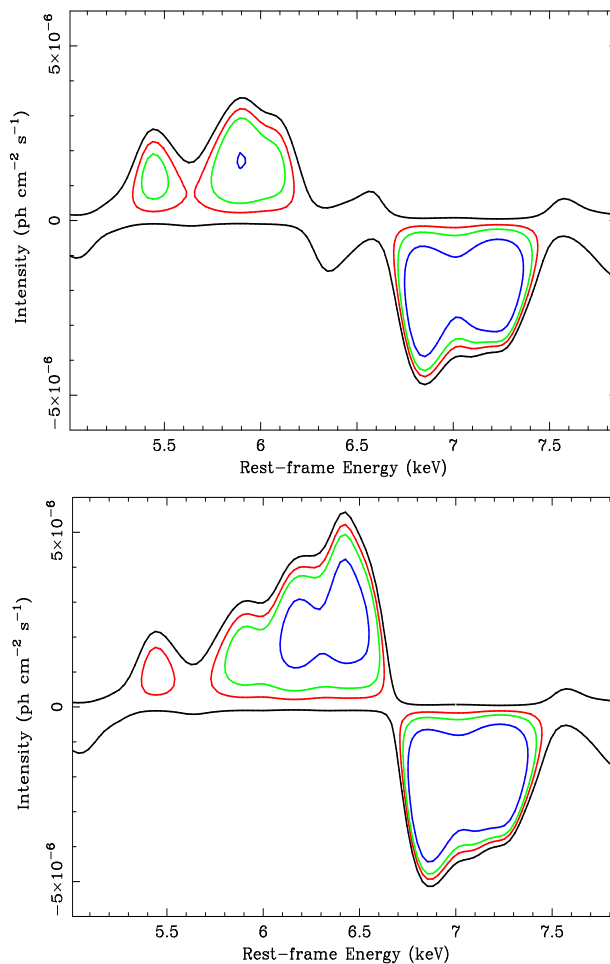 5×10⁻⁶
0
−5×10⁻⁶
Intensity (ph cm⁻² s⁻¹)
5.5 6 6.5 7 7.5
Rest−frame Energy (keV)
5×10⁻⁶
0
−5×10⁻⁶
Intensity (ph cm⁻² s⁻¹)
5.5 6 6.5 7 7.5
Rest−frame Energy (keV)